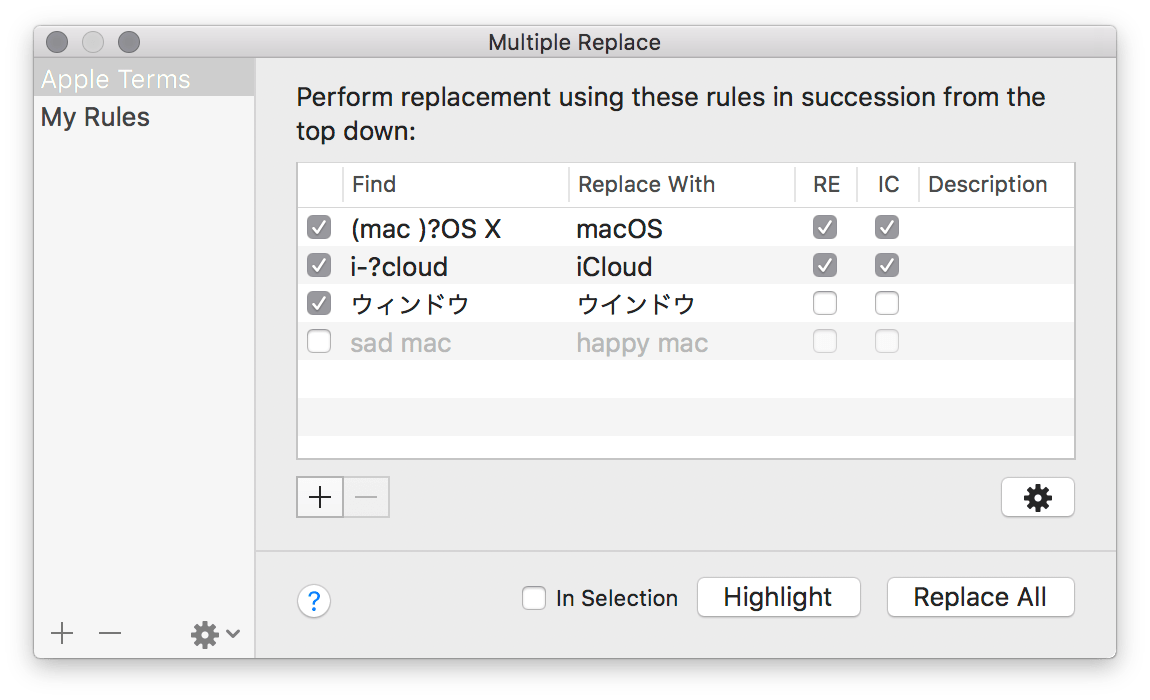 Multiple Replace
Apple Terms
My Rules
Perform replacement using these rules in succession from the
top down:
Find Replace With RE IC Description
(mac )?OS X macOS
i-?cloud iCloud
ウィンドウ ウインドウ
sad mac happy mac
? In Selection Highlight Replace All